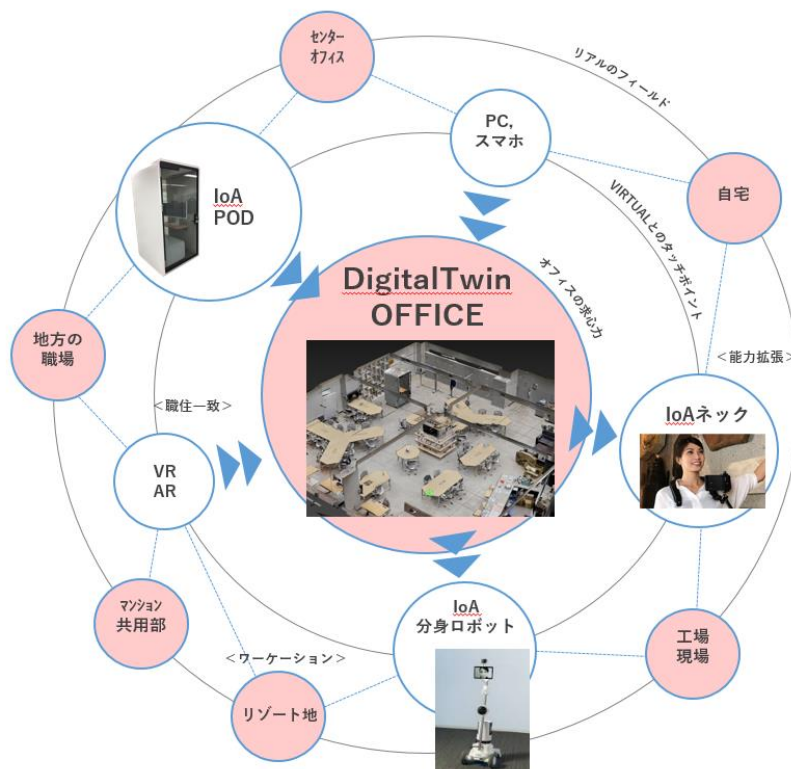 ｾﾝﾀｰ
ｵﾌｨｽ
リアルのフィールド
PC,
スマホ
自宅
VIRTUALとのタッチポイント
IoA
POD
オフィスの求心力
DigitalTwin
OFFICE
地方の
職場
＜職住一致＞
＜能力拡張＞
IoAネック
VR
AR
ﾏﾝｼｮﾝ
共用部
IoA
分身ロボット
工場
現場
＜ワーケーション＞
リゾート地